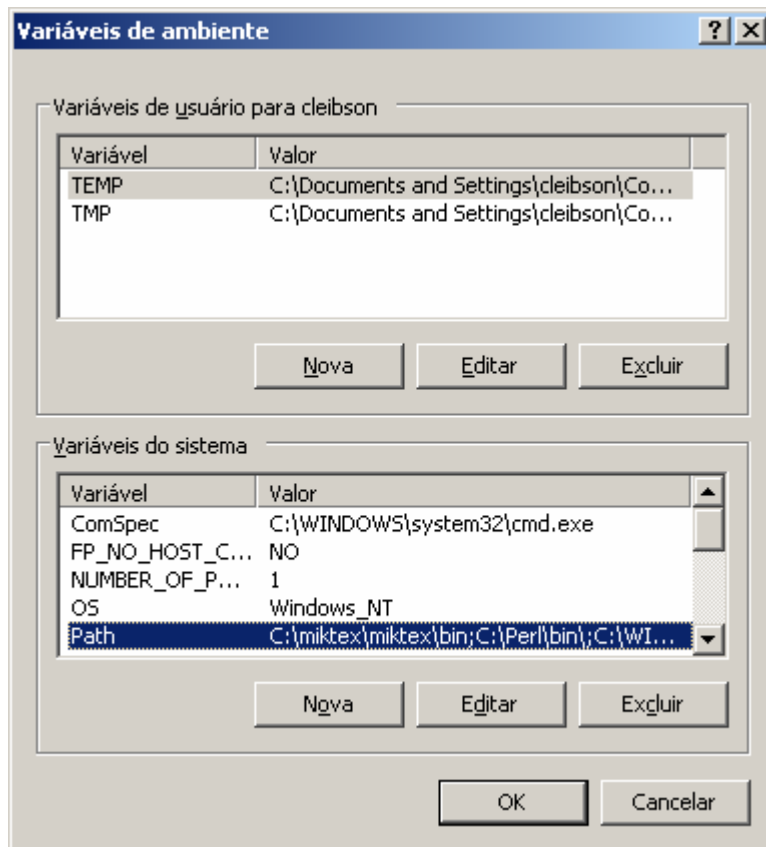 Variáveis de ambiente
Variáveis de usuário para cleibson
Variável Valor
TEMP C:\Documents and Settings\cleibson\Co...
TMP C:\Documents and Settings\cleibson\Co...
Nova Editar Excluir
Variáveis do sistema
Variável Valor
ComSpec C:\WINDOWS\system32\cmd.exe
FP_NO_HOST_C... NO
NUMBER_OF_P... 1
OS Windows_NT
Path C:\miktex\miktex\bin;C:\Perl\bin\;C:\WI...
Nova Editar Excluir
OK Cancelar